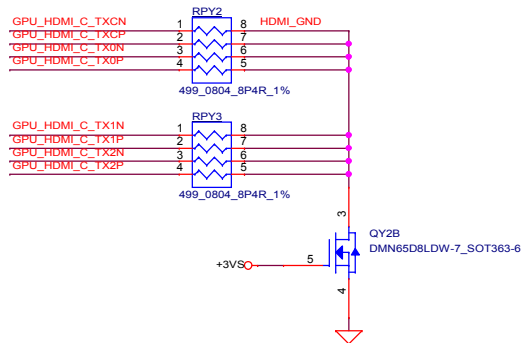 RPY2
GPU_HDMI_C_TXCN 1 8 HDMI_GND
GPU_HDMI_C_TXCP 2 7
GPU_HDMI_C_TX0N 3 6
GPU_HDMI_C_TX0P 4 5
499_0804_8P4R_1%
RPY3
GPU_HDMI_C_TX1N 1 8
GPU_HDMI_C_TX1P 2 7
GPU_HDMI_C_TX2N 3 6
GPU_HDMI_C_TX2P 4 5
499_0804_8P4R_1%
3
QY2B
DMN65D8LDW-7_SOT363-6
+3VS 5
4